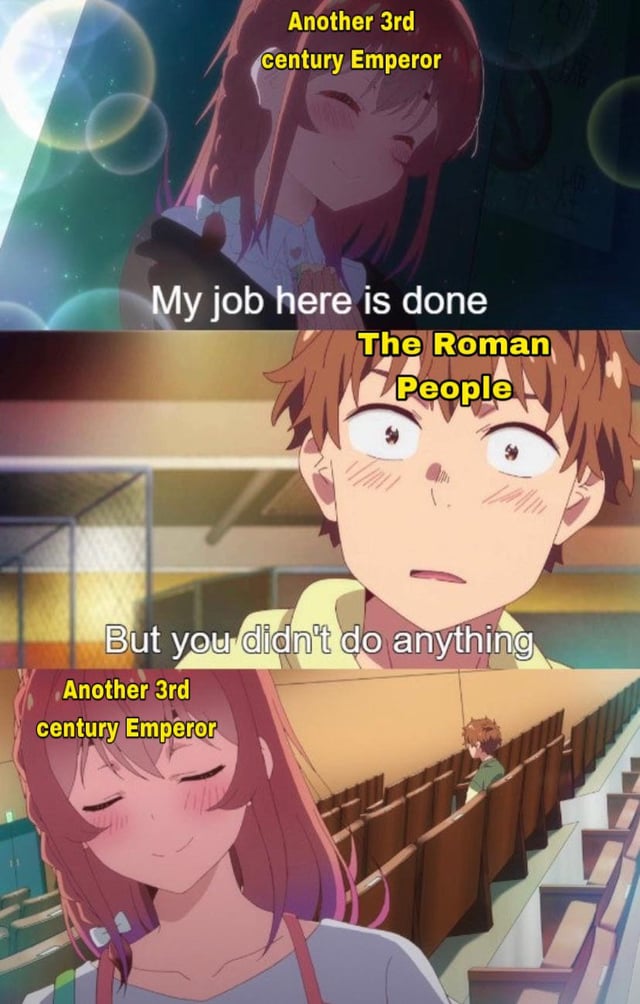 Another 3rd
century Emperor
My job here is done
The Roman
People
But you didn't do anything
Another 3rd
century Emperor